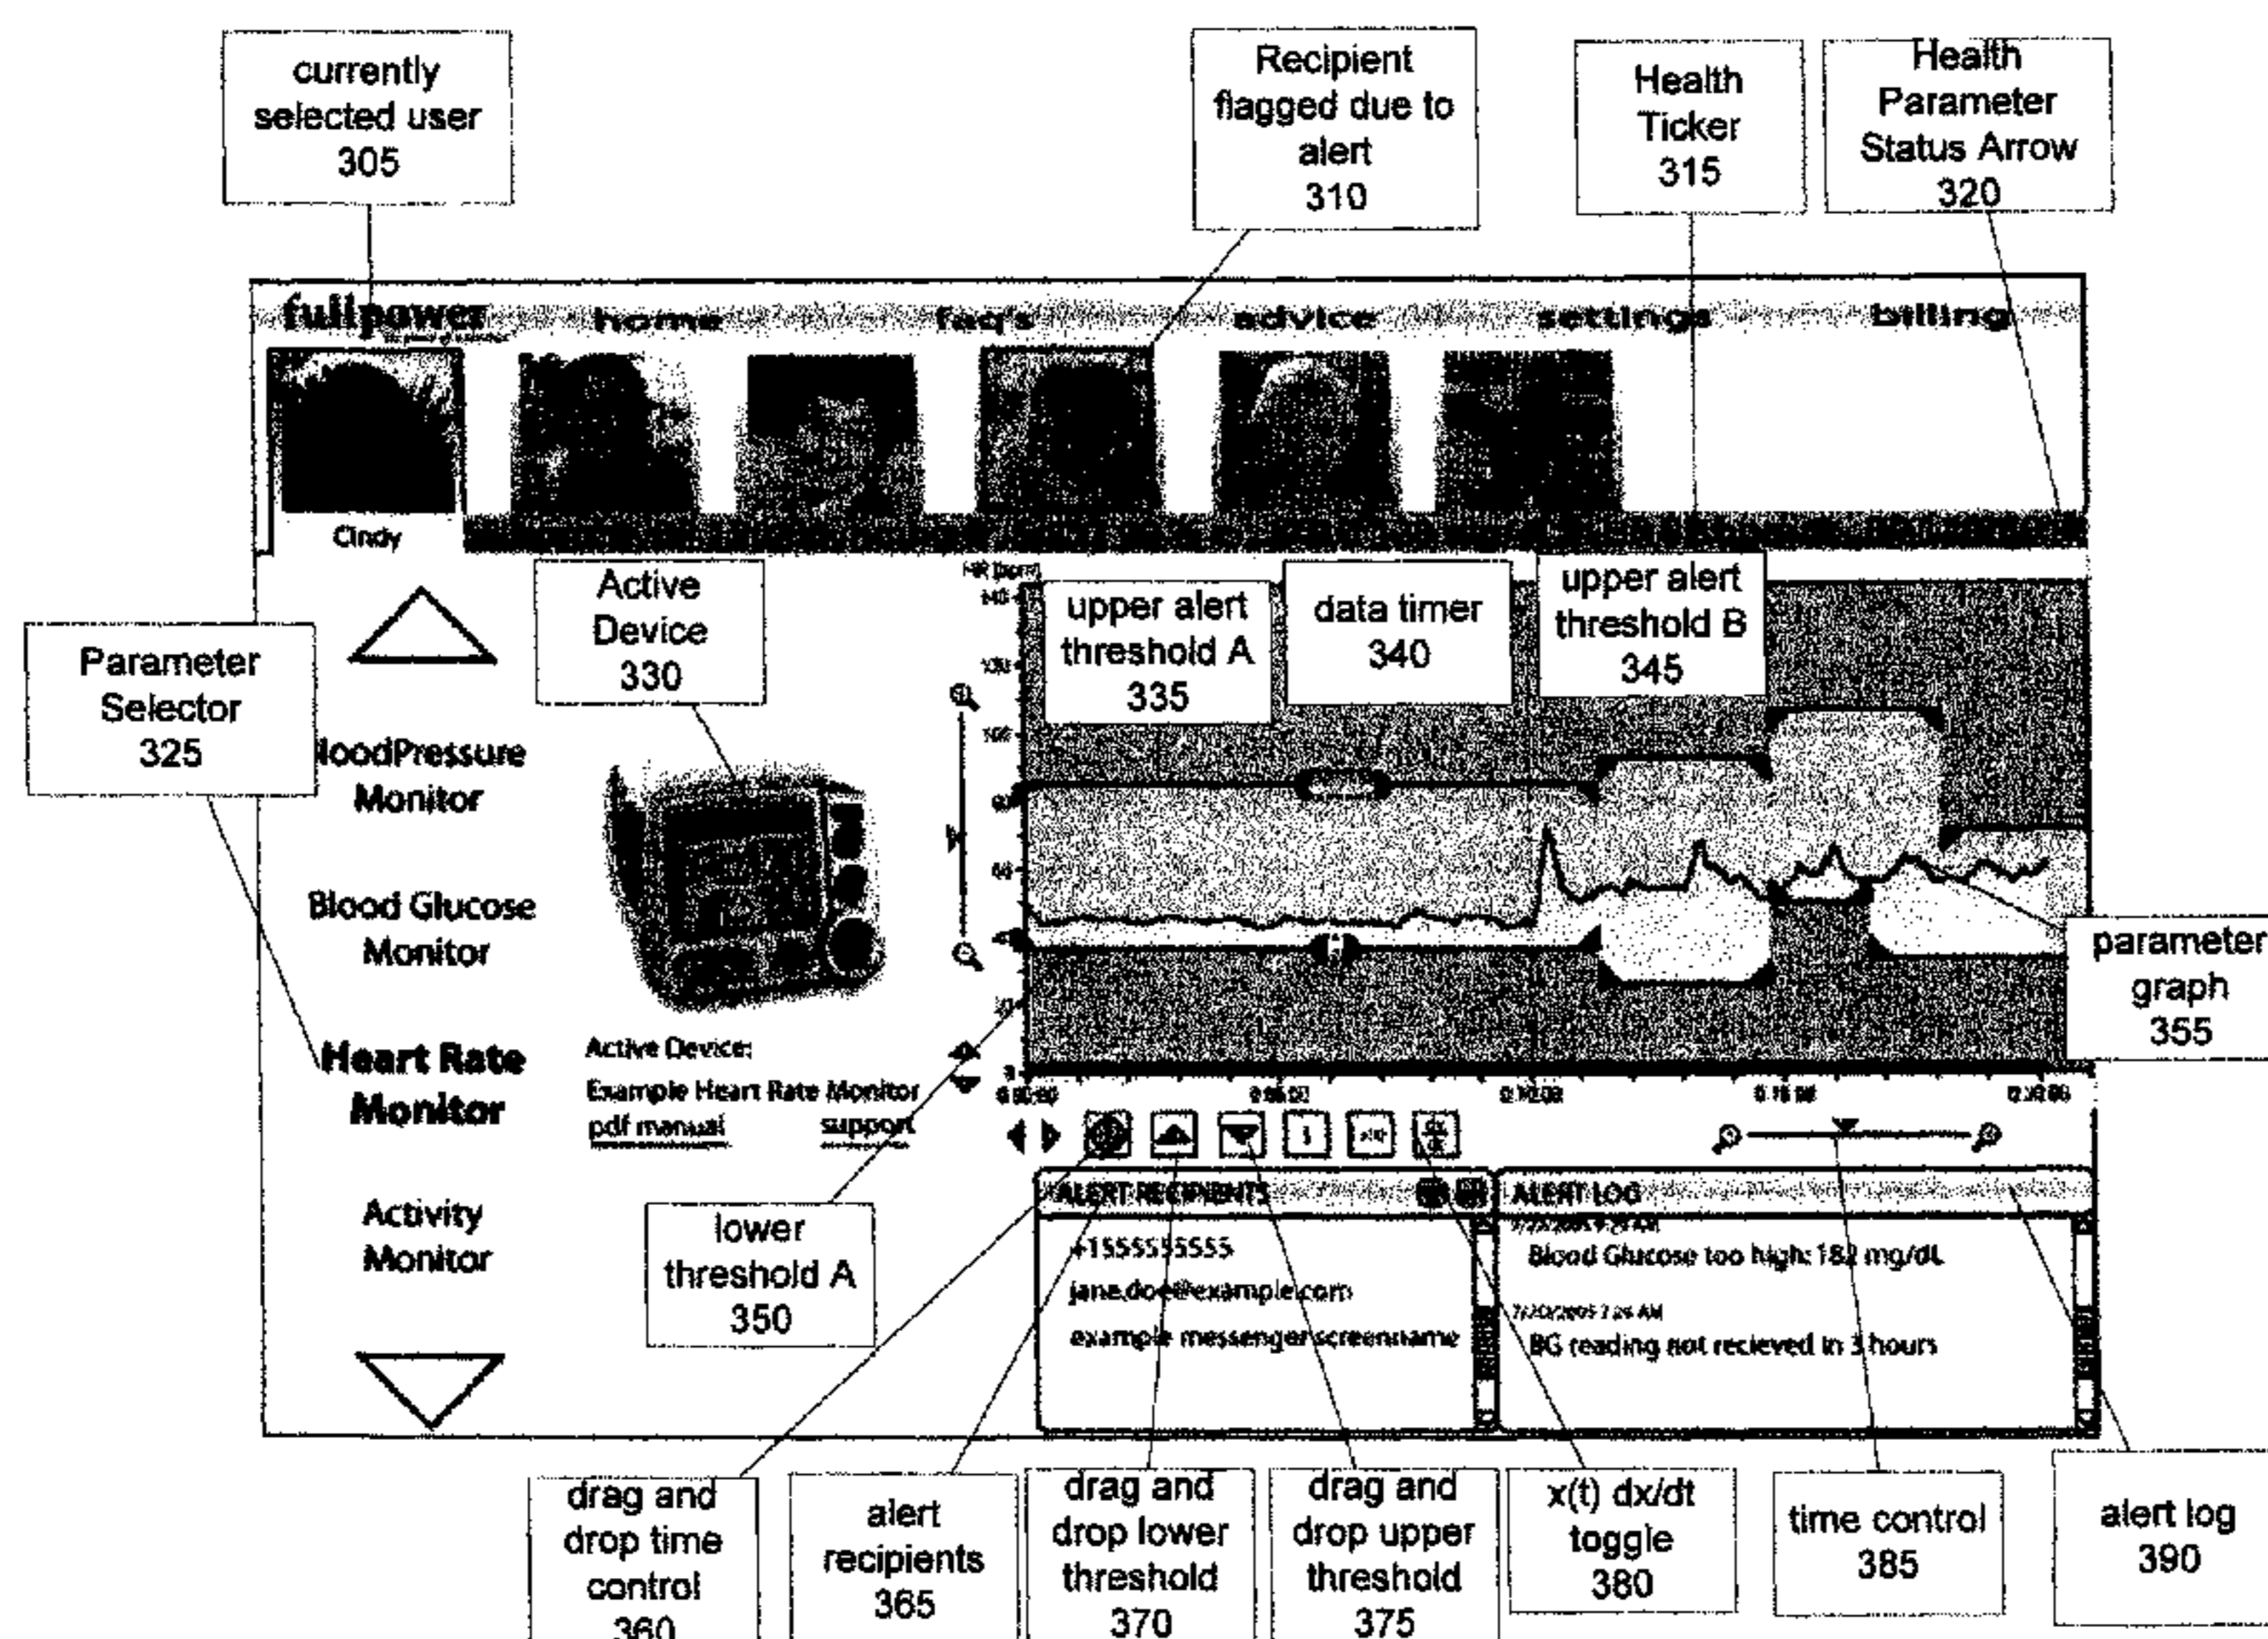 currently
selected user
305
Recipient
flagged due to
alert
310
Health
Ticker
315
Health
Parameter
Status Arrow
320
fullpower
home
faq's
advice
settings
billing
Cindy
Parameter
Selector
325
Active
Device
330
HR (bpm)
upper alert
threshold A
335
data timer
340
upper alert
threshold B
345
loodPressure
Monitor
Blood Glucose
Monitor
Heart Rate
Monitor
Activity
Monitor
Active Device:
Example Heart Rate Monitor
pdf manual
support
parameter
graph
355
lower
threshold A
350
ALERT RECIPIENTS
+1555555555
jane.doe@example.com
example messenger screenname
ALERT LOG
Blood Glucose too high: 182 mg/dL
BG reading not recieved in 3 hours
drag and
drop time
control
360
alert
recipients
365
drag and
drop lower
threshold
370
drag and
drop upper
threshold
375
x(t) dx/dt
toggle
380
time control
385
alert log
390